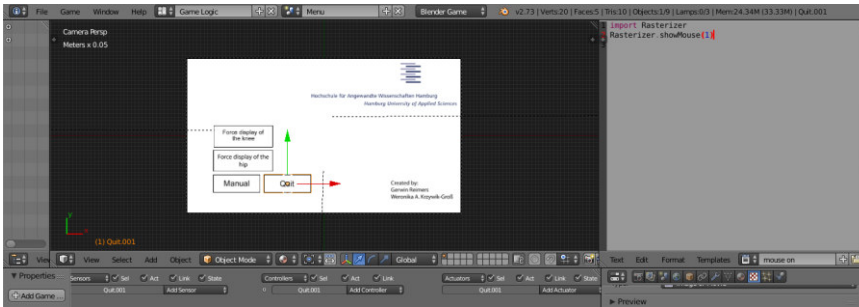 File Game Window Help Game Logic Menu Blender Game v2.73 | Verts:20 | Faces:5 | Tris:10 | Objects:1/9 | Lamps:0/3 | Mem:24.34M (33.33M) | Quit.001
Camera Persp
Meters x 0.05
import Rasterizer
Rasterizer.showMouse(1)
Hochschule für Angewandte Wissenschaften Hamburg
Hamburg University of Applied Sciences
Force display of
the knee
Force display of the
hip
Manual Quit
Created by:
Gerwin Reimers
Weronika A. Krzywik-Groß
y
(1) Quit.001
View View Select Add Object Object Mode Global Text Edit Format Templates mouse on
Properties Sensors Sel Act Link State Controllers Sel Act Link Actuators Sel Act Link State
Quit.001 Add Sensor Quit.001 Add Controller Quit.001 Add Actuator
Add Game
Preview